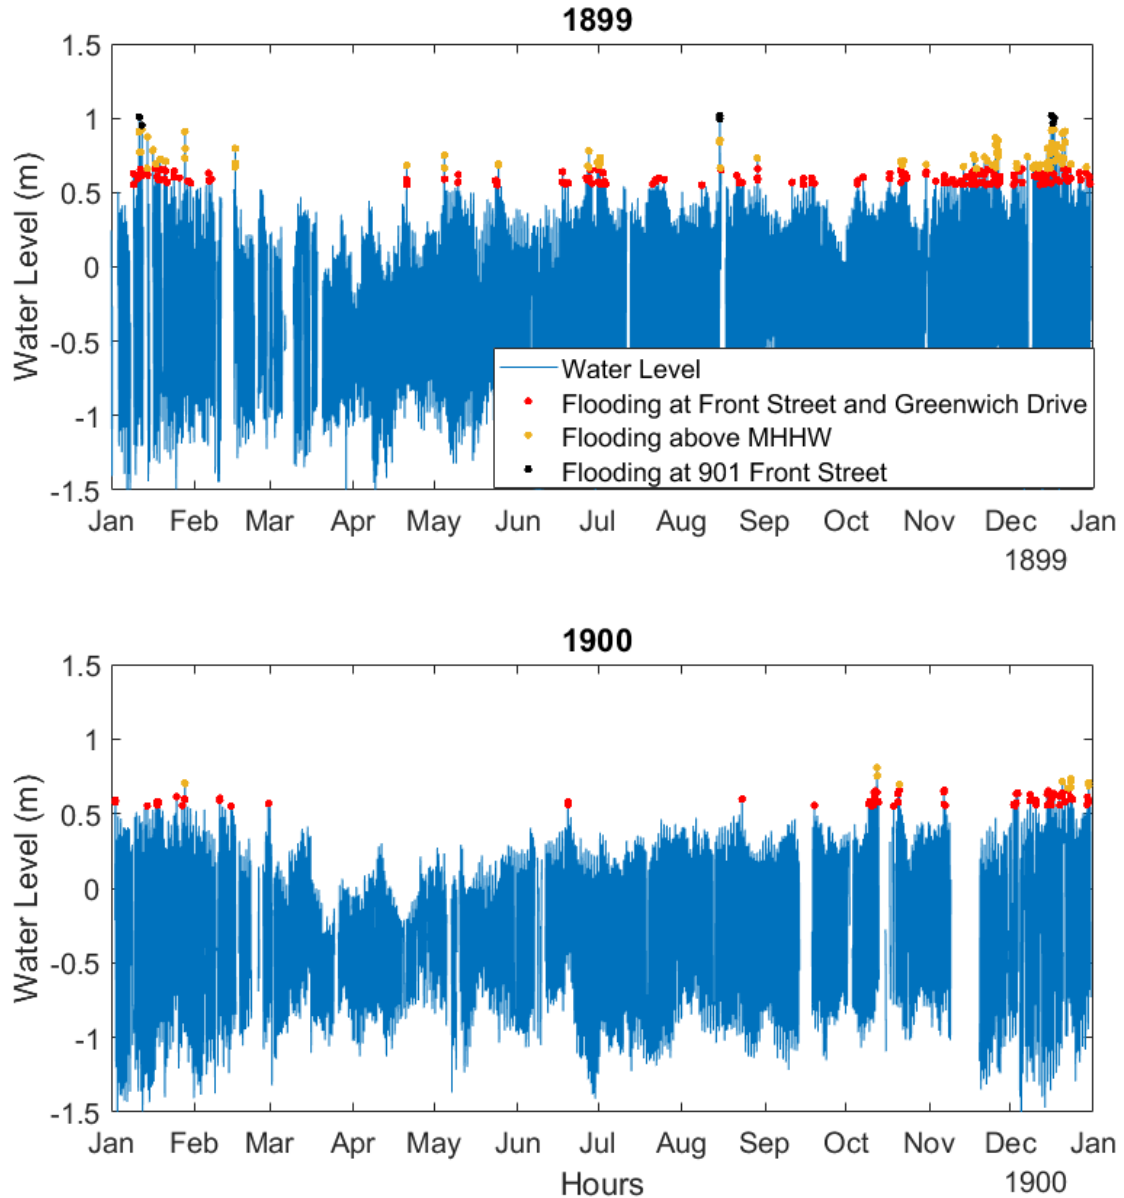 1899
1.5
1
0.5
0
-0.5
-1
-1.5
Water Level (m)
Water Level
Flooding at Front Street and Greenwich Drive
Flooding above MHHW
Flooding at 901 Front Street
Jan Feb Mar Apr May Jun Jul Aug Sep Oct Nov Dec Jan
1899
1900
1.5
1
0.5
0
-0.5
-1
-1.5
Water Level (m)
Jan Feb Mar Apr May Jun Jul Aug Sep Oct Nov Dec Jan
Hours
1900